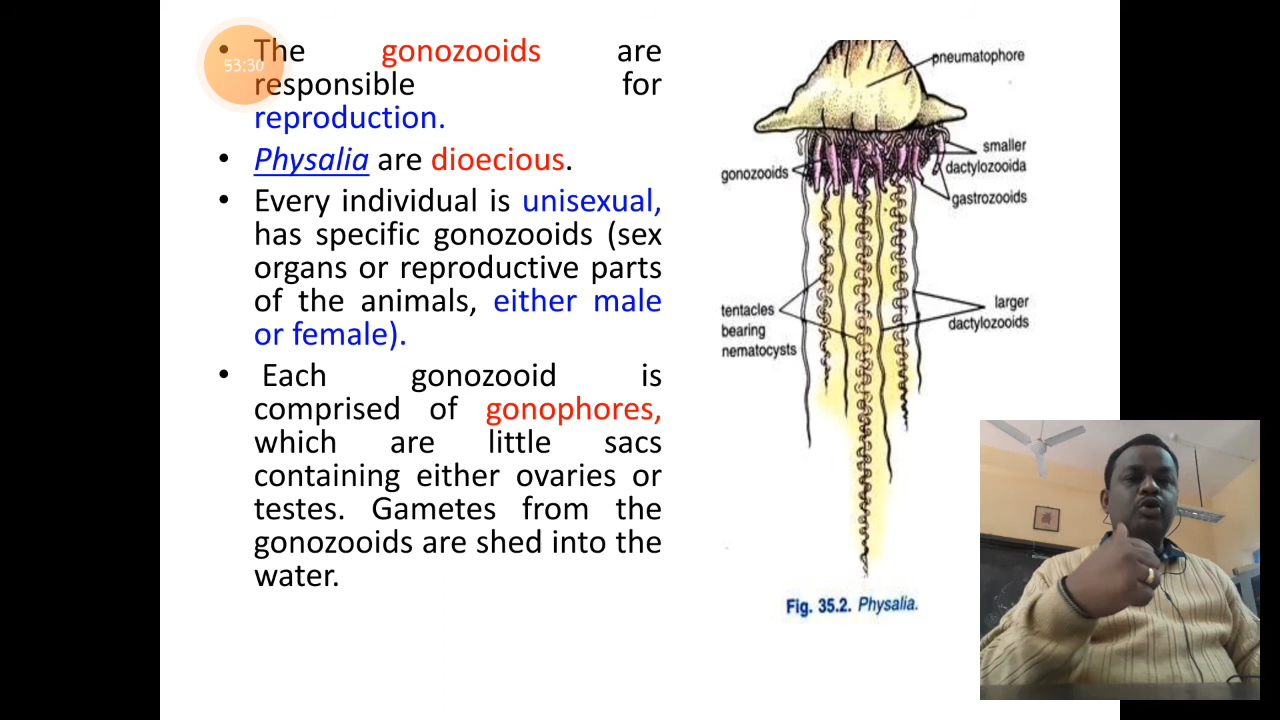 • The gonozooids are
responsible for
reproduction.
• Physalia are dioecious.
• Every individual is unisexual,
has specific gonozooids (sex
organs or reproductive parts
of the animals, either male
or female).
• Each gonozooid is
comprised of gonophores,
which are little sacs
containing either ovaries or
testes. Gametes from the
gonozooids are shed into the
water.
53:30
pneumatophore
smaller
dactylozooida
gonozooids
gastrozooids
tentacles
bearing
nematocysts
larger
dactylozooids
Fig. 35.2. Physalia.